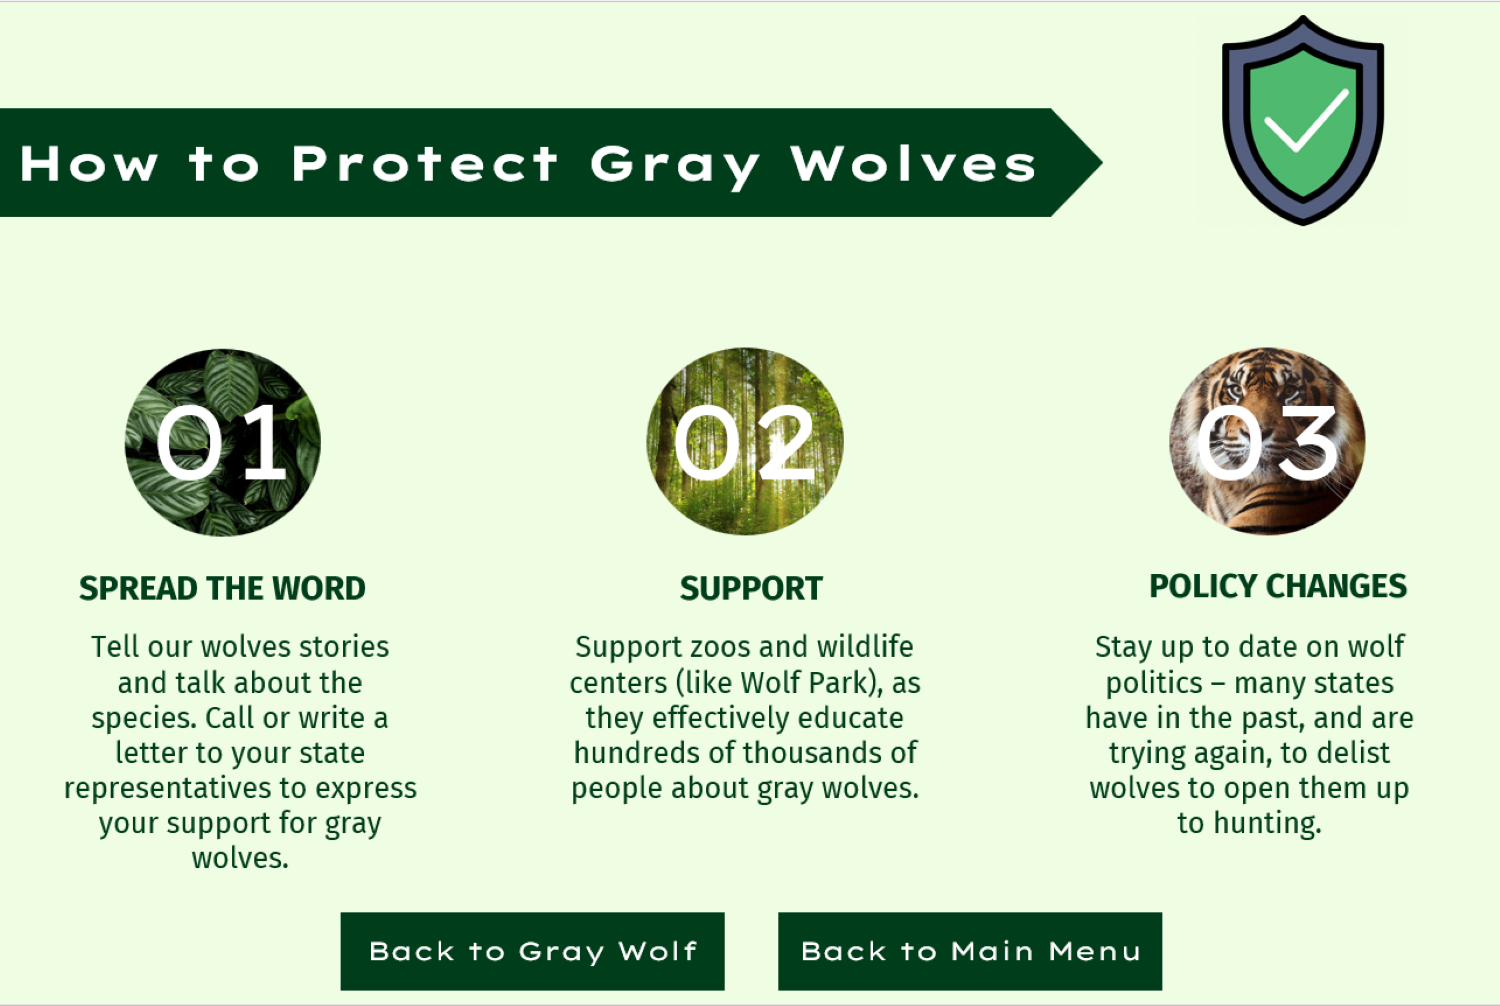 How to Protect Gray Wolves
01
02
03
SPREAD THE WORD
Tell our wolves stories
and talk about the
species. Call or write a
letter to your state
representatives to express
your support for gray
wolves.
SUPPORT
Support zoos and wildlife
centers (like Wolf Park), as
they effectively educate
hundreds of thousands of
people about gray wolves.
POLICY CHANGES
Stay up to date on wolf
politics – many states
have in the past, and are
trying again, to delist
wolves to open them up
to hunting.
Back to Gray Wolf
Back to Main Menu